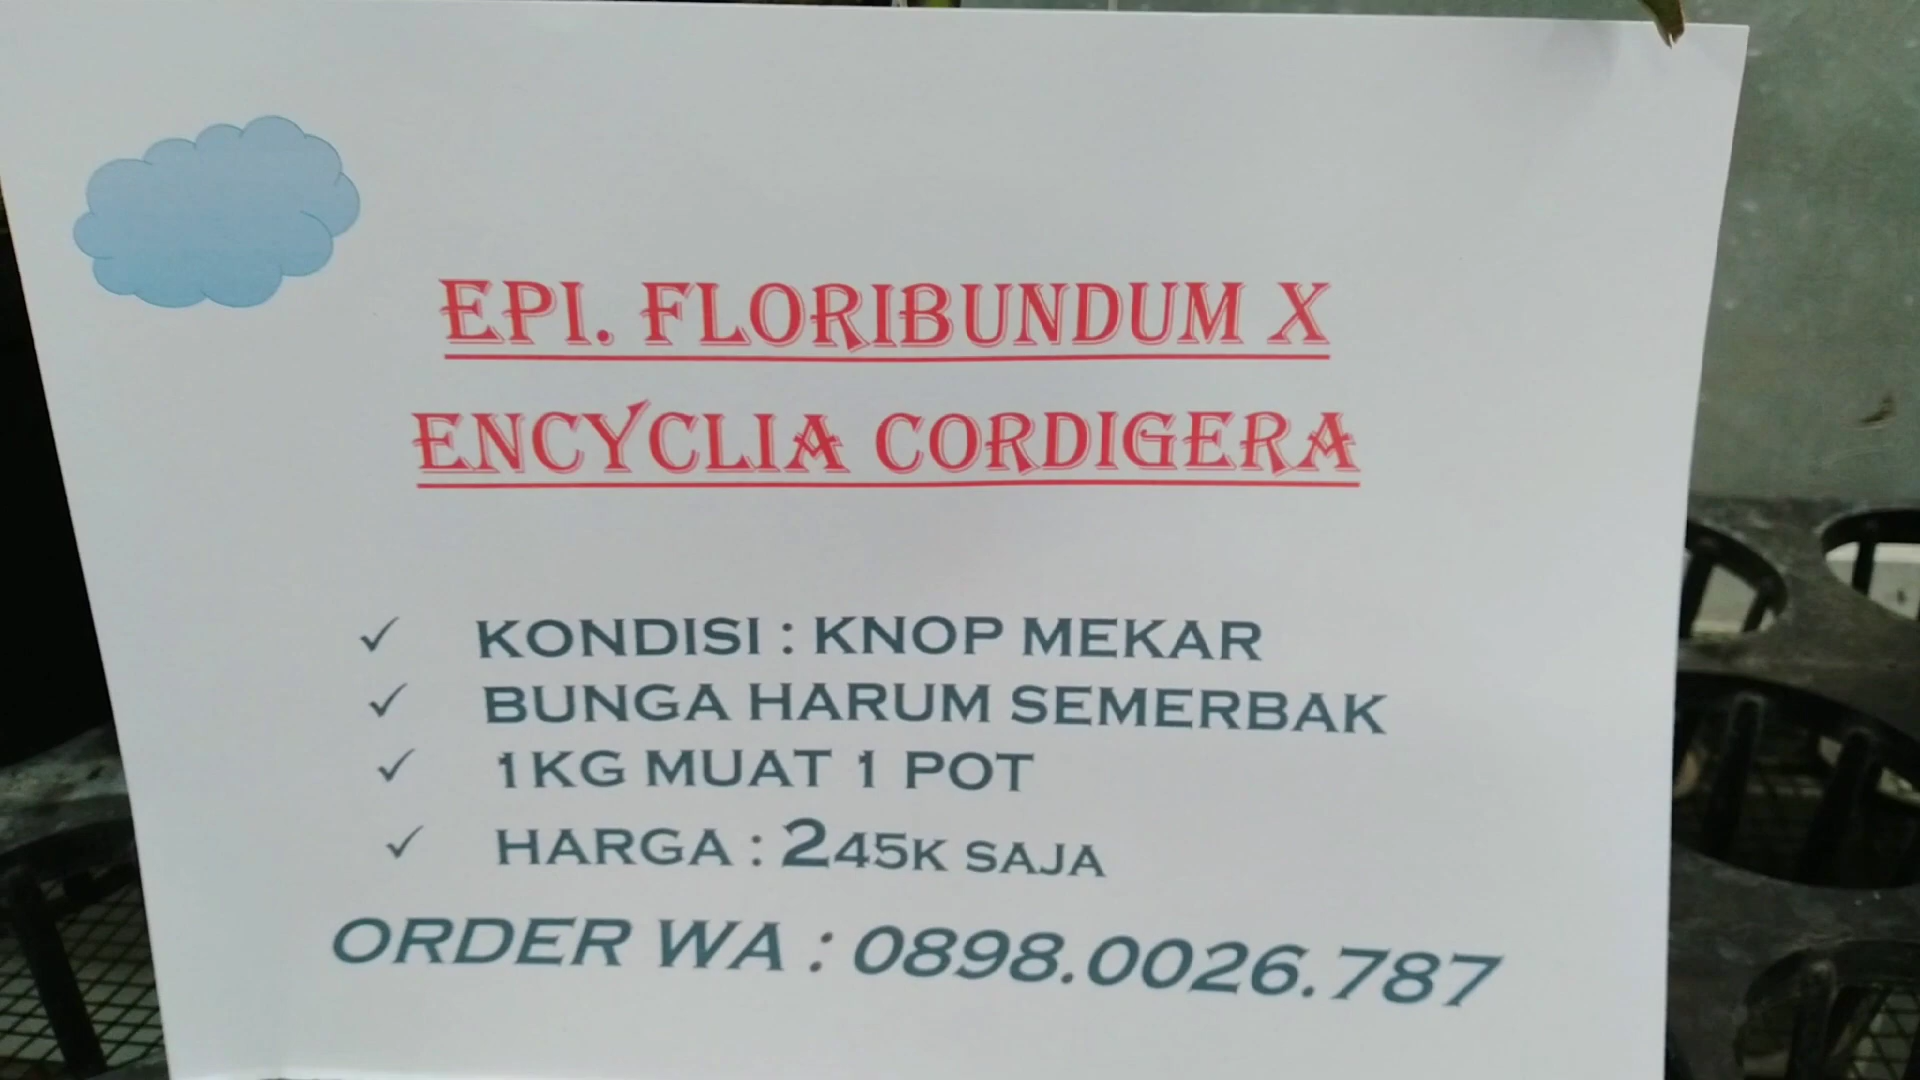 EPI. FLORIBUNDUM X
ENCYCLIA CORDIGERA
✓ KONDISI : KNOP MEKAR
✓ BUNGA HARUM SEMERBAK
✓ 1KG MUAT 1 POT
✓ HARGA : 245K SAJA
ORDER WA : 0898.0026.787